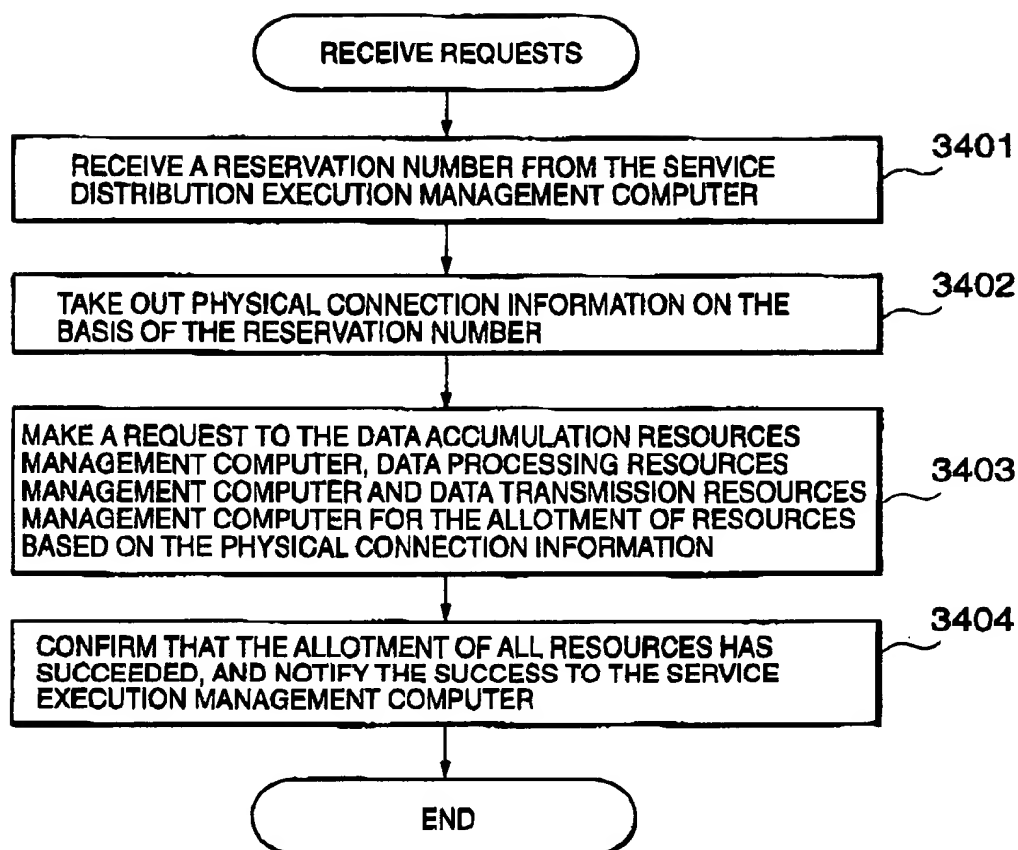 RECEIVE REQUESTS
RECEIVE A RESERVATION NUMBER FROM THE SERVICE
DISTRIBUTION EXECUTION MANAGEMENT COMPUTER
3401
TAKE OUT PHYSICAL CONNECTION INFORMATION ON THE
BASIS OF THE RESERVATION NUMBER
3402
MAKE A REQUEST TO THE DATA ACCUMULATION RESOURCES
MANAGEMENT COMPUTER, DATA PROCESSING RESOURCES
MANAGEMENT COMPUTER AND DATA TRANSMISSION RESOURCES
MANAGEMENT COMPUTER FOR THE ALLOTMENT OF RESOURCES
BASED ON THE PHYSICAL CONNECTION INFORMATION
3403
CONFIRM THAT THE ALLOTMENT OF ALL RESOURCES HAS
SUCCEEDED, AND NOTIFY THE SUCCESS TO THE SERVICE
EXECUTION MANAGEMENT COMPUTER
3404
END